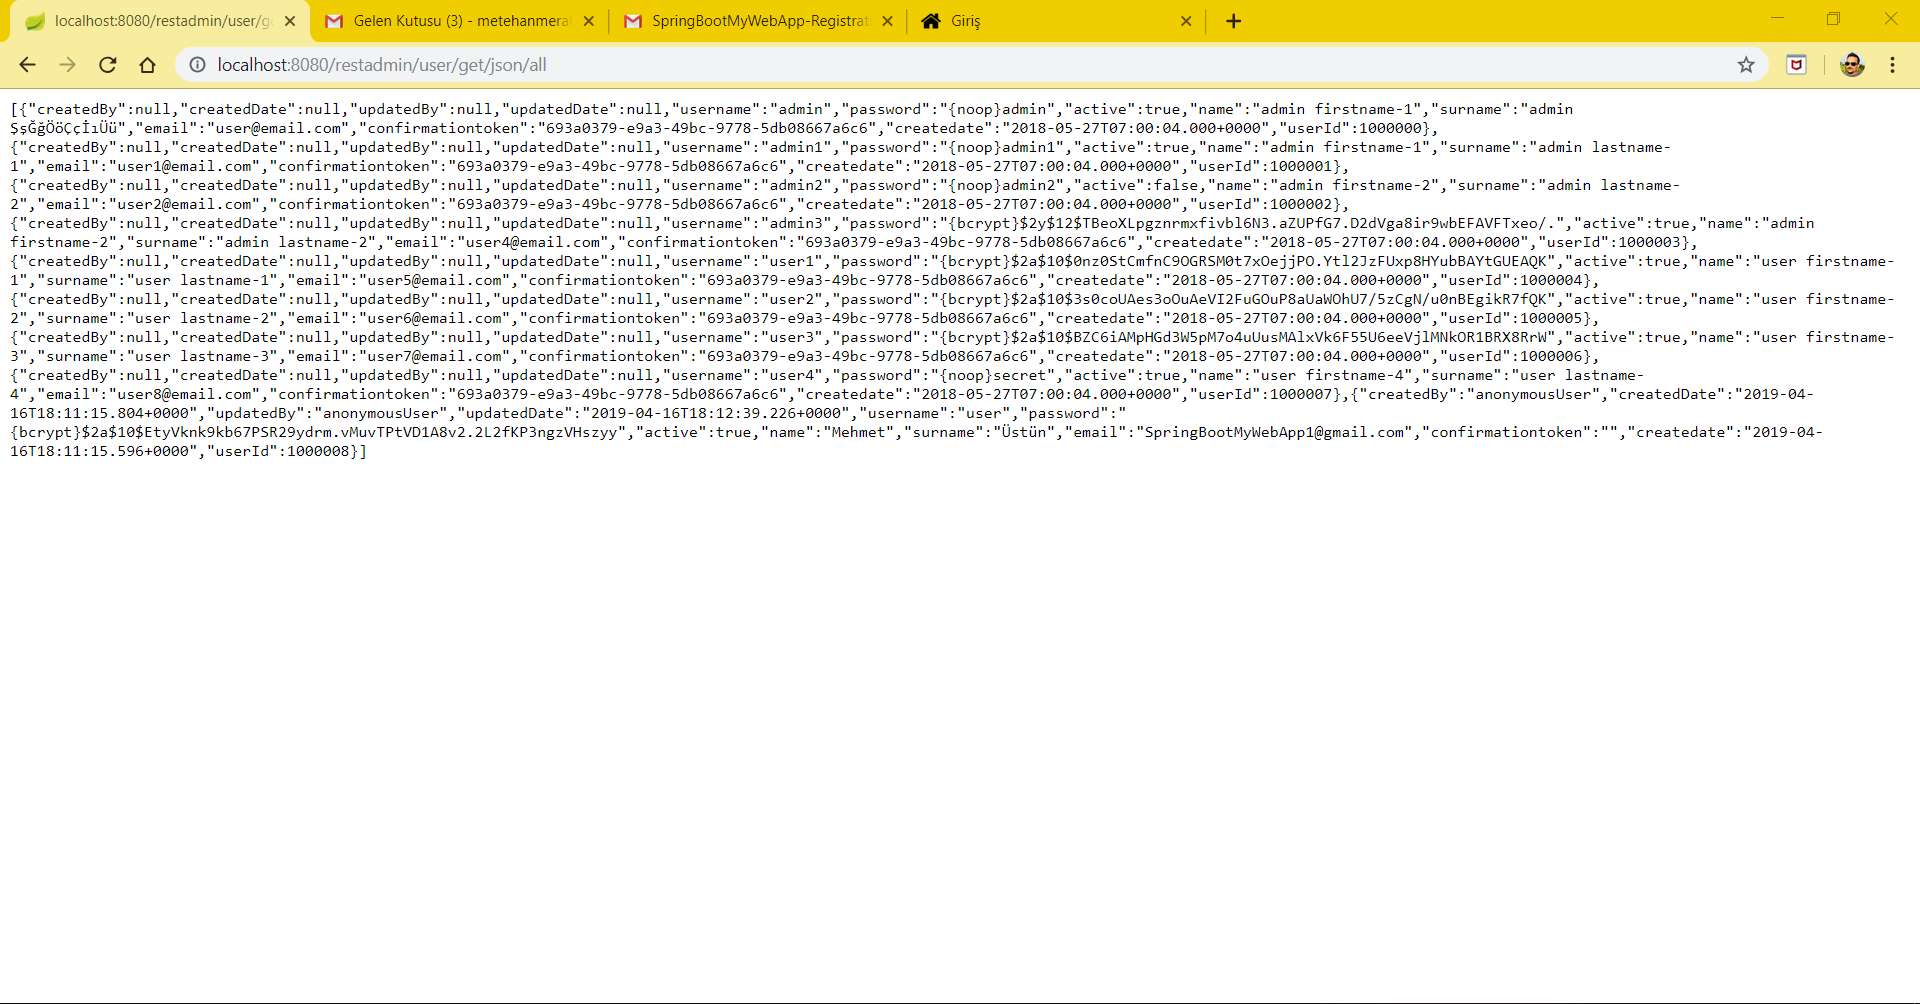 localhost:8080/restadmin/user/ge
Gelen Kutusu (3) - metehanmeral
SpringBootMyWebApp-Registrati
Giriş
localhost:8080/restadmin/user/get/json/all
[{"createdBy":null,"createdDate":null,"updatedBy":null,"updatedDate":null,"username":"admin","password":"{noop}admin","active":true,"name":"admin firstname-1","surname":"admin
ŞşĞğÖöÇçİıÜü","email":"user@email.com","confirmationtoken":"693a0379-e9a3-49bc-9778-5db08667a6c6","createdate":"2018-05-27T07:00:04.000+0000","userId":1000000},
{"createdBy":null,"createdDate":null,"updatedBy":null,"updatedDate":null,"username":"admin1","password":"{noop}admin1","active":true,"name":"admin firstname-1","surname":"admin lastname-
1","email":"user1@email.com","confirmationtoken":"693a0379-e9a3-49bc-9778-5db08667a6c6","createdate":"2018-05-27T07:00:04.000+0000","userId":1000001},
{"createdBy":null,"createdDate":null,"updatedBy":null,"updatedDate":null,"username":"admin2","password":"{noop}admin2","active":false,"name":"admin firstname-2","surname":"admin lastname-
2","email":"user2@email.com","confirmationtoken":"693a0379-e9a3-49bc-9778-5db08667a6c6","createdate":"2018-05-27T07:00:04.000+0000","userId":1000002},
{"createdBy":null,"createdDate":null,"updatedBy":null,"updatedDate":null,"username":"admin3","password":"{bcrypt}$2y$12$TBeoXLpgznrmxfivbl6N3.aZUPfG7.D2dVga8ir9wbEFAVFTxeo/.","active":true,"name":"admin
firstname-2","surname":"admin lastname-2","email":"user4@email.com","confirmationtoken":"693a0379-e9a3-49bc-9778-5db08667a6c6","createdate":"2018-05-27T07:00:04.000+0000","userId":1000003},
{"createdBy":null,"createdDate":null,"updatedBy":null,"updatedDate":null,"username":"user1","password":"{bcrypt}$2a$10$0nz0StCmfnC9OGRSM0t7xOejjPO.Ytl2JzFUxp8HYubBAYtGUEAQK","active":true,"name":"user firstname-
1","surname":"user lastname-1","email":"user5@email.com","confirmationtoken":"693a0379-e9a3-49bc-9778-5db08667a6c6","createdate":"2018-05-27T07:00:04.000+0000","userId":1000004},
{"createdBy":null,"createdDate":null,"updatedBy":null,"updatedDate":null,"username":"user2","password":"{bcrypt}$2a$10$3s0coUAes3oOuAeVI2FuGOuP8aUaWOhU7/5zCgN/u0nBEgikR7fQK","active":true,"name":"user firstname-
2","surname":"user lastname-2","email":"user6@email.com","confirmationtoken":"693a0379-e9a3-49bc-9778-5db08667a6c6","createdate":"2018-05-27T07:00:04.000+0000","userId":1000005},
{"createdBy":null,"createdDate":null,"updatedBy":null,"updatedDate":null,"username":"user3","password":"{bcrypt}$2a$10$BZC6iAMpHGd3W5pM7o4uUusMAlxVk6F55U6eeVjlMNkOR1BRX8RrW","active":true,"name":"user firstname-
3","surname":"user lastname-3","email":"user7@email.com","confirmationtoken":"693a0379-e9a3-49bc-9778-5db08667a6c6","createdate":"2018-05-27T07:00:04.000+0000","userId":1000006},
{"createdBy":null,"createdDate":null,"updatedBy":null,"updatedDate":null,"username":"user4","password":"{noop}secret","active":true,"name":"user firstname-4","surname":"user lastname-
4","email":"user8@email.com","confirmationtoken":"693a0379-e9a3-49bc-9778-5db08667a6c6","createdate":"2018-05-27T07:00:04.000+0000","userId":1000007},{"createdBy":"anonymousUser","createdDate":"2019-04-
16T18:11:15.804+0000","updatedBy":"anonymousUser","updatedDate":"2019-04-16T18:12:39.226+0000","username":"user","password":"
{bcrypt}$2a$10$EtyVknk9kb67PSR29ydrm.vMuvTPtVD1A8v2.2L2fKP3ngzVHszyy","active":true,"name":"Mehmet","surname":"Üstün","email":"SpringBootMyWebApp1@gmail.com","confirmationtoken":"","createdate":"2019-04-
16T18:11:15.596+0000","userId":1000008}]